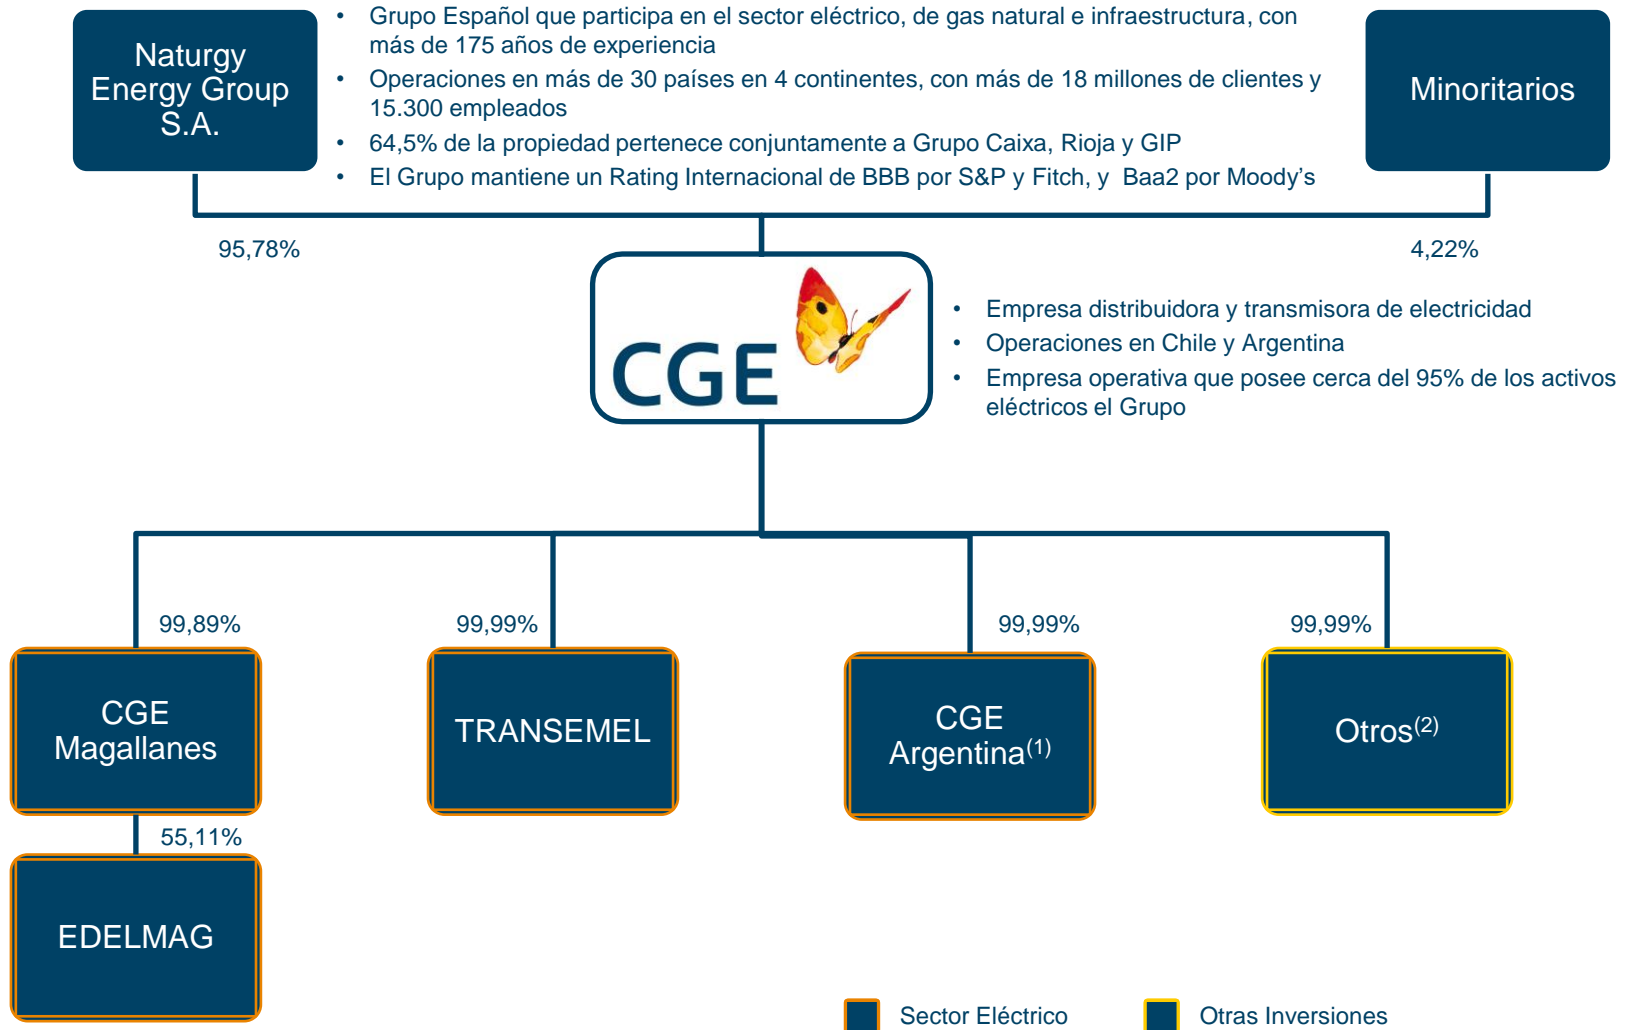 Naturgy
Energy Group
S.A.
• Grupo Español que participa en el sector eléctrico, de gas natural e infraestructura, con
más de 175 años de experiencia
• Operaciones en más de 30 países en 4 continentes, con más de 18 millones de clientes y
15.300 empleados
• 64,5% de la propiedad pertenece conjuntamente a Grupo Caixa, Rioja y GIP
• El Grupo mantiene un Rating Internacional de BBB por S&P y Fitch, y Baa2 por Moody’s
Minoritarios
95,78%
4,22%
CGE
• Empresa distribuidora y transmisora de electricidad
• Operaciones en Chile y Argentina
• Empresa operativa que posee cerca del 95% de los activos
eléctricos el Grupo
99,89%
99,99%
99,99%
99,99%
CGE
Magallanes
TRANSEMEL
CGE
Argentina(1)
Otros(2)
55,11%
EDELMAG
Sector Eléctrico
Otras Inversiones